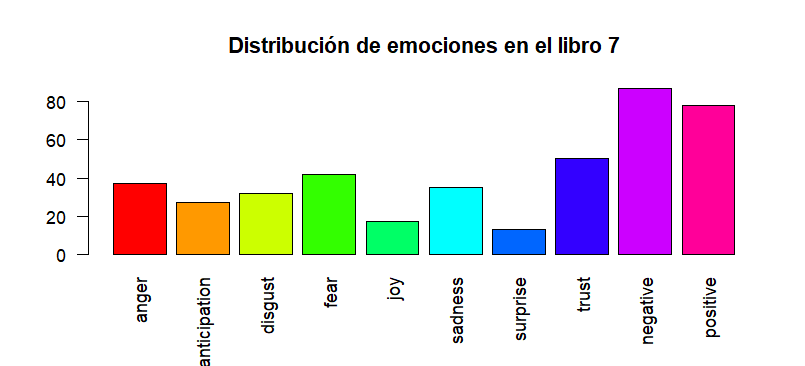 Distribución de emociones en el libro 7
80
60
40
20
0
anger
anticipation
disgust
fear
joy
sadness
surprise
trust
negative
positive